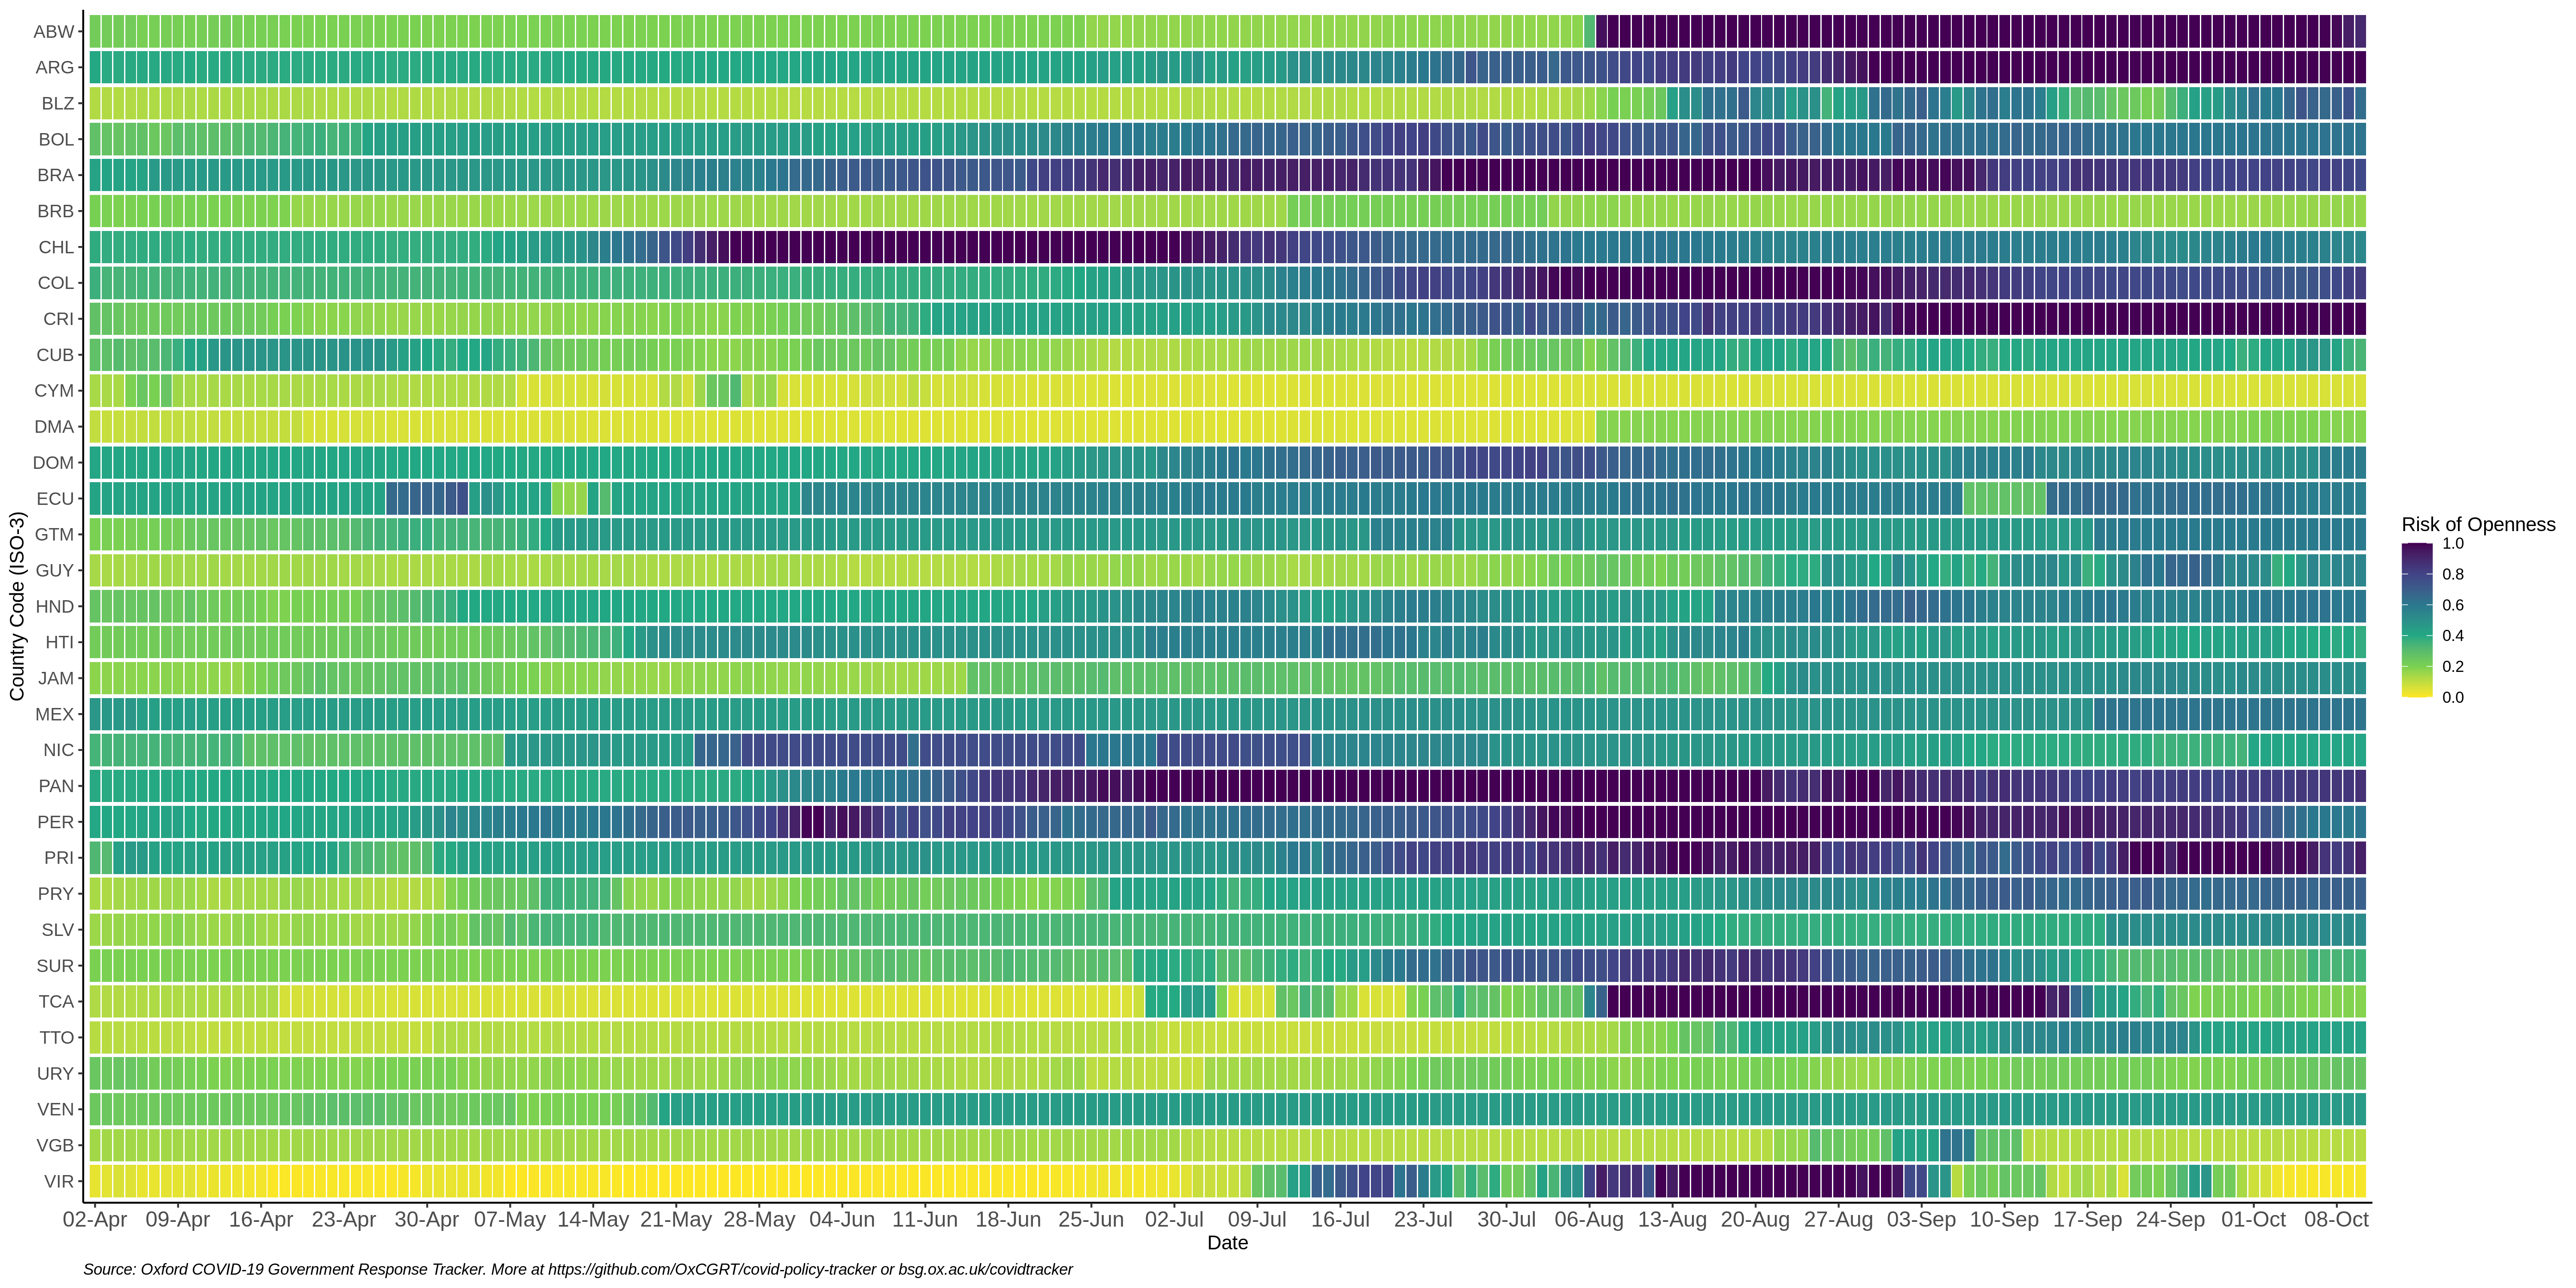 ABW
ARG
BLZ
BOL
BRA
BRB
CHL
COL
CRI
CUB
CYM
DMA
DOM
ECU
GTM
GUY
HND
HTI
JAM
MEX
NIC
PAN
PER
PRI
PRY
SLV
SUR
TCA
TTO
URY
VEN
VGB
VIR
Country Code (ISO-3)
02-Apr 09-Apr 16-Apr 23-Apr 30-Apr 07-May 14-May 21-May 28-May 04-Jun 11-Jun 18-Jun 25-Jun 02-Jul 09-Jul 16-Jul 23-Jul 30-Jul 06-Aug 13-Aug 20-Aug 27-Aug 03-Sep 10-Sep 17-Sep 24-Sep 01-Oct 08-Oct
Date
Source: Oxford COVID-19 Government Response Tracker. More at https://github.com/OxCGRT/covid-policy-tracker or bsg.ox.ac.uk/covidtracker
Risk of Openness
1.0
0.8
0.6
0.4
0.2
0.0